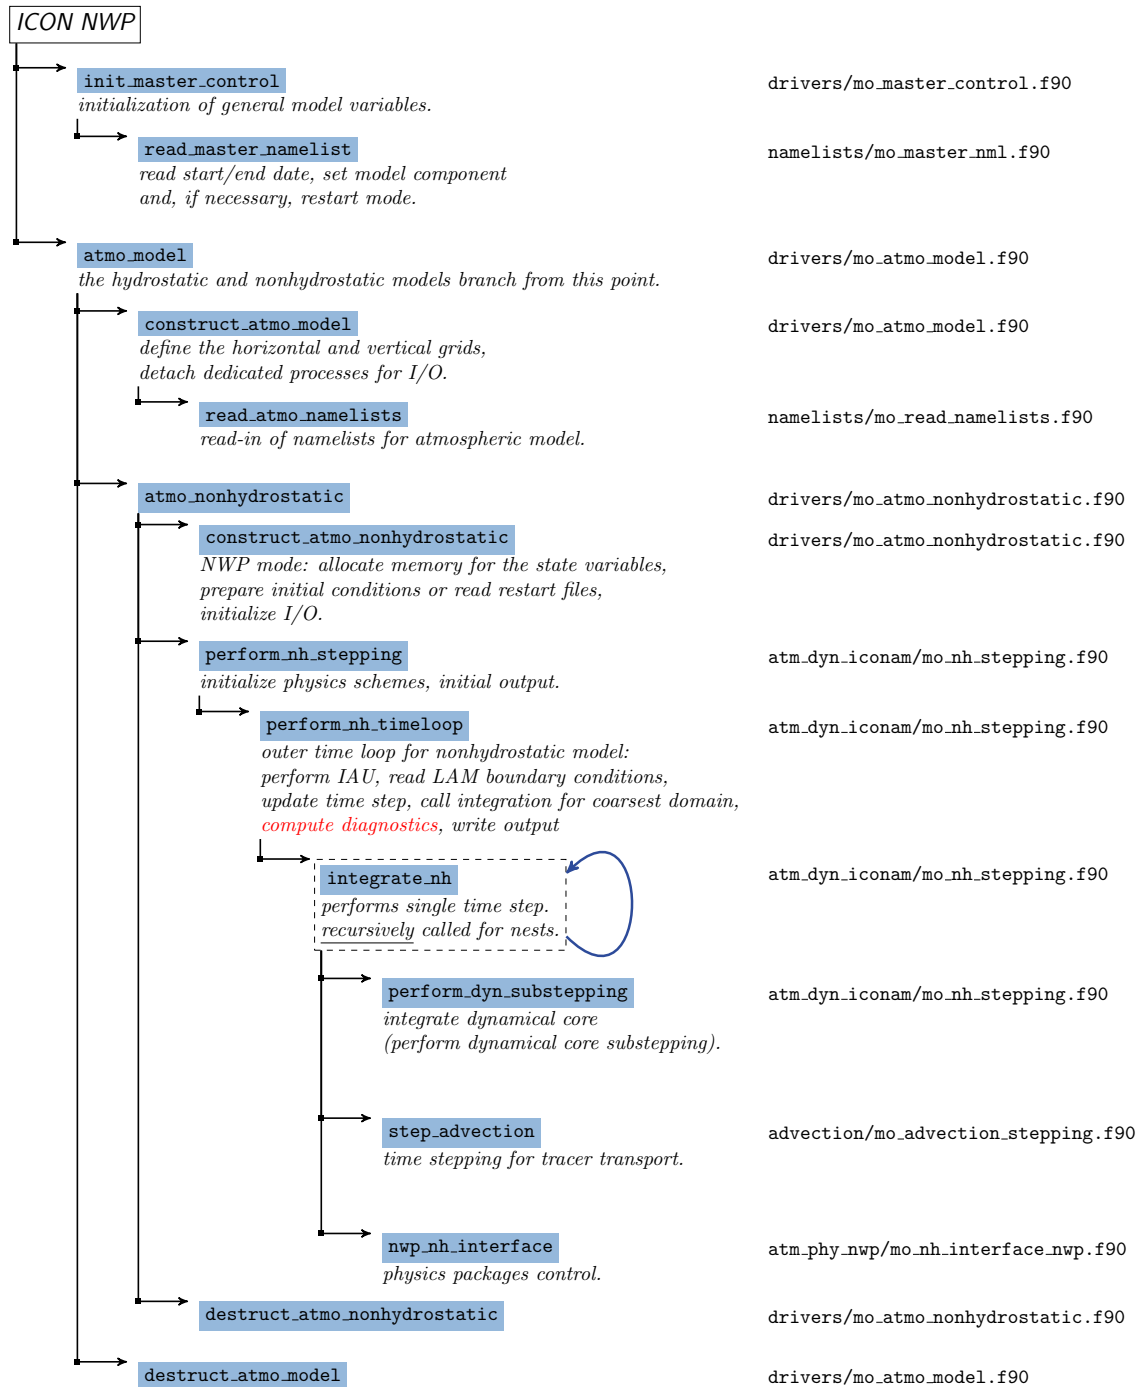 ICON NWP
init_master_control drivers/mo_master_control.f90
initialization of general model variables.
read_master_namelist namelists/mo_master_nml.f90
read start/end date, set model component
and, if necessary, restart mode.
atmo_model drivers/mo_atmo_model.f90
the hydrostatic and nonhydrostatic models branch from this point.
construct_atmo_model drivers/mo_atmo_model.f90
define the horizontal and vertical grids,
detach dedicated processes for I/O.
read_atmo_namelists namelists/mo_read_namelists.f90
read-in of namelists for atmospheric model.
atmo_nonhydrostatic drivers/mo_atmo_nonhydrostatic.f90
construct_atmo_nonhydrostatic drivers/mo_atmo_nonhydrostatic.f90
NWP mode: allocate memory for the state variables,
prepare initial conditions or read restart files,
initialize I/O.
perform_nh_stepping atm_dyn_iconam/mo_nh_stepping.f90
initialize physics schemes, initial output.
perform_nh_timeloop atm_dyn_iconam/mo_nh_stepping.f90
outer time loop for nonhydrostatic model:
perform IAU, read LAM boundary conditions,
update time step, call integration for coarsest domain,
compute diagnostics, write output
integrate_nh atm_dyn_iconam/mo_nh_stepping.f90
performs single time step.
recursively called for nests.
perform_dyn_substepping atm_dyn_iconam/mo_nh_stepping.f90
integrate dynamical core
(perform dynamical core substepping).
step_advection advection/mo_advection_stepping.f90
time stepping for tracer transport.
nwp_nh_interface atm_phy_nwp/mo_nh_interface_nwp.f90
physics packages control.
destruct_atmo_nonhydrostatic drivers/mo_atmo_nonhydrostatic.f90
destruct_atmo_model drivers/mo_atmo_model.f90